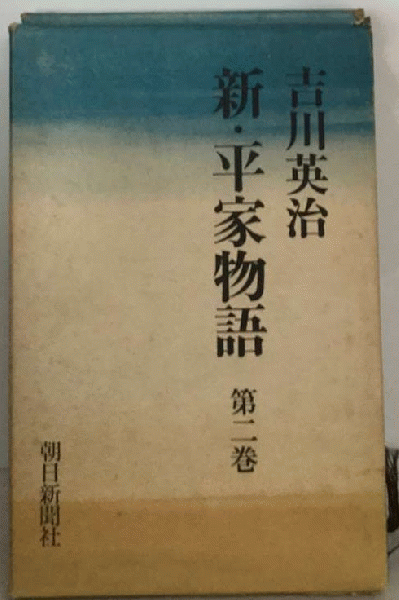 吉川英治
新・平家物語
第二巻
朝日新聞社